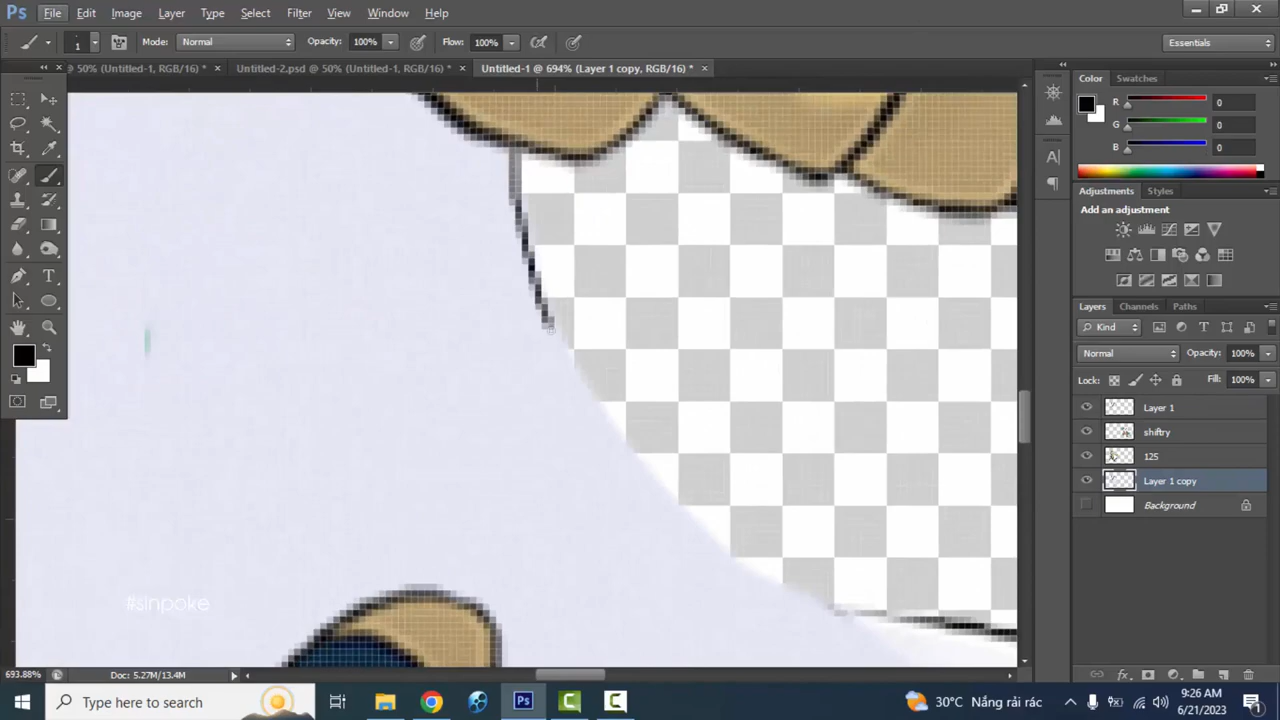 Ps File Edit Image Layer Type Select Filter View Window Help
1 Mode: Normal Opacity: 100% Flow: 100% Essentials
@ 50% (Untitled-1, RGB/16) * × Untitled-2.psd @ 50% (Untitled-1, RGB/16) * × Untitled-1 @ 694% (Layer 1 copy, RGB/16) * ×
Color Swatches
R 0
G 0
B 0
Adjustments Styles
Add an adjustment
Layers Channels Paths
Kind
Normal Opacity: 100%
Lock: Fill: 100%
Layer 1
shiftry
125
Layer 1 copy
Background
#sinpoke
693.88% Doc: 5.27M/13.4M
Type here to search
Ps
30°C Nắng rải rác
9:26 AM
6/21/2023
1